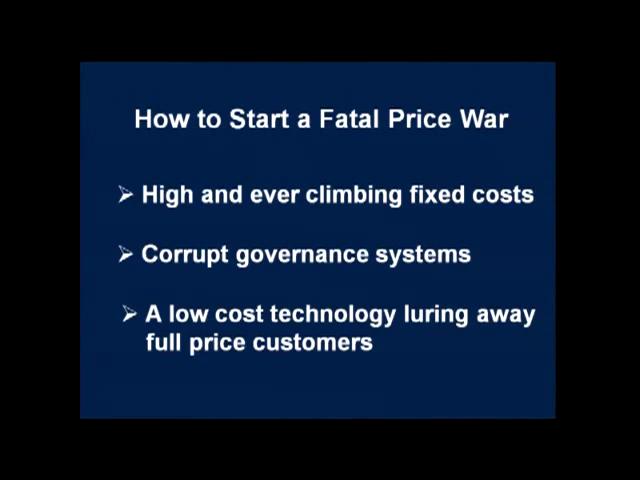 How to Start a Fatal Price War
➢ High and ever climbing fixed costs
➢ Corrupt governance systems
➢ A low cost technology luring away
full price customers